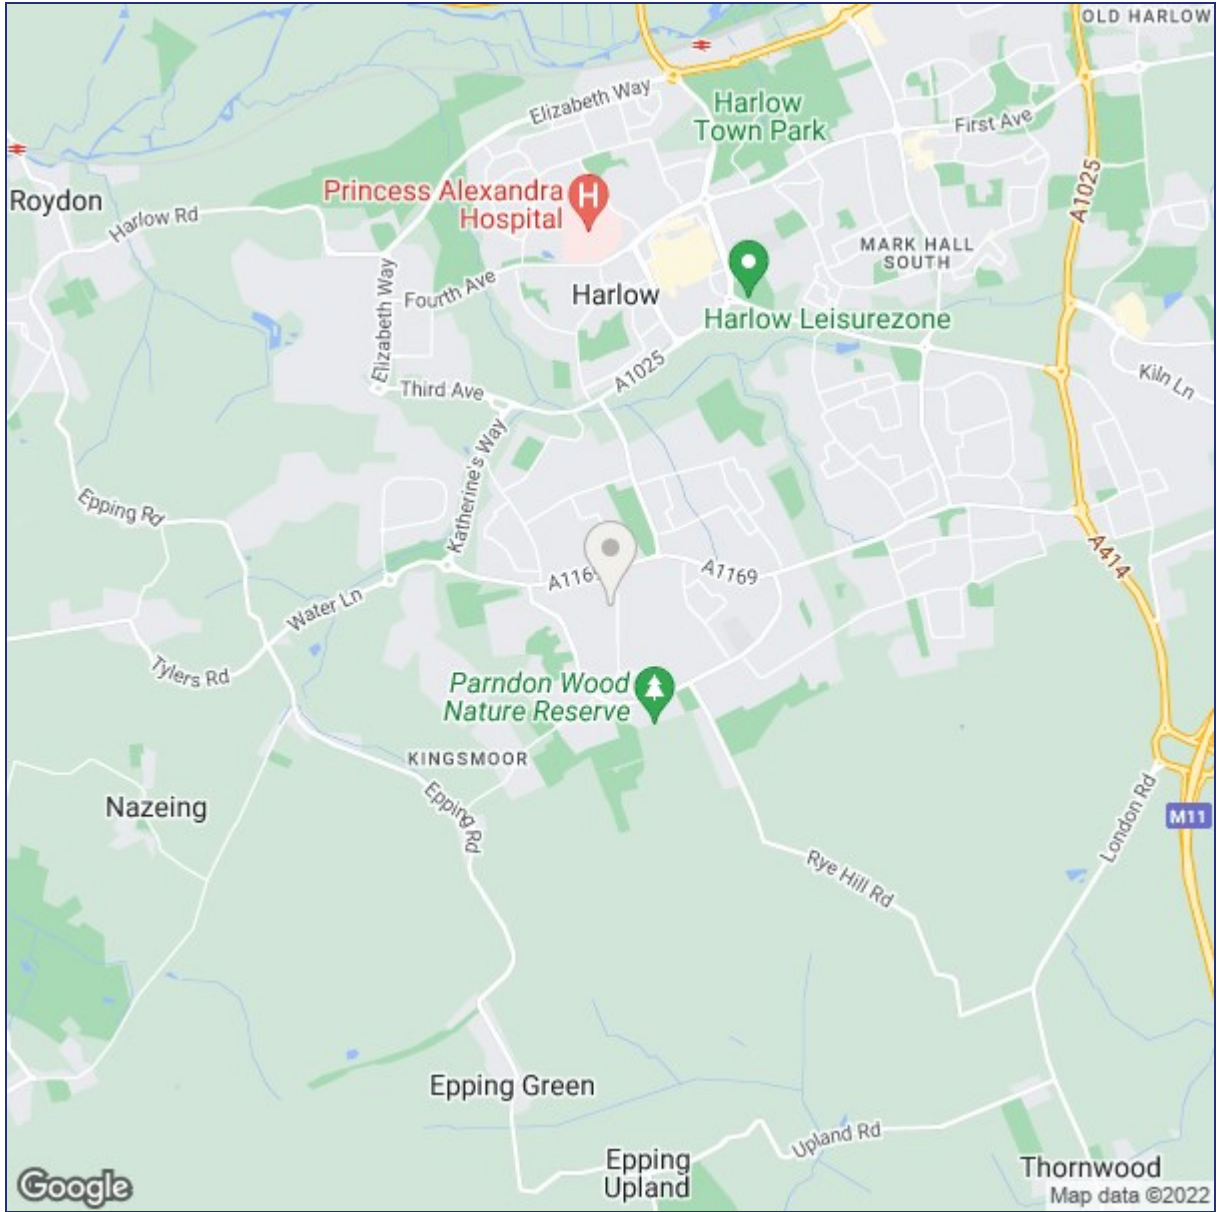 OLD HARLOW
Elizabeth Way
Harlow
Town Park
First Ave
Princess Alexandra
Hospital
H
Roydon
Harlow Rd
A1025
MARK HALL
SOUTH
Elizabeth Way
Fourth Ave
Harlow
Harlow Leisurezone
A1025
Third Ave
Kiln Ln
Katherine's Way
Epping Rd
A414
A1169
A1169
Water Ln
Tylers Rd
Parndon Wood
Nature Reserve
KINGSMOOR
Nazeing
Epping Rd
London Rd
M11
Rye Hill Rd
Epping Green
Upland Rd
Epping
Upland
Thornwood
Google
Map data ©2022